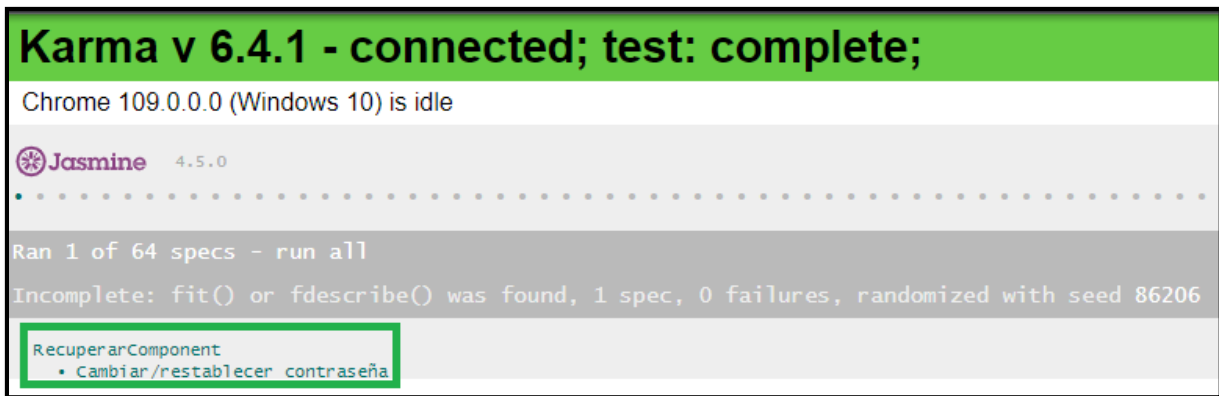 Karma v 6.4.1 - connected; test: complete;
Chrome 109.0.0.0 (Windows 10) is idle
Jasmine 4.5.0
Ran 1 of 64 specs - run all
Incomplete: fit() or fdescribe() was found, 1 spec, 0 failures, randomized with seed 86206
RecuperarComponent
• Cambiar/restablecer contraseña